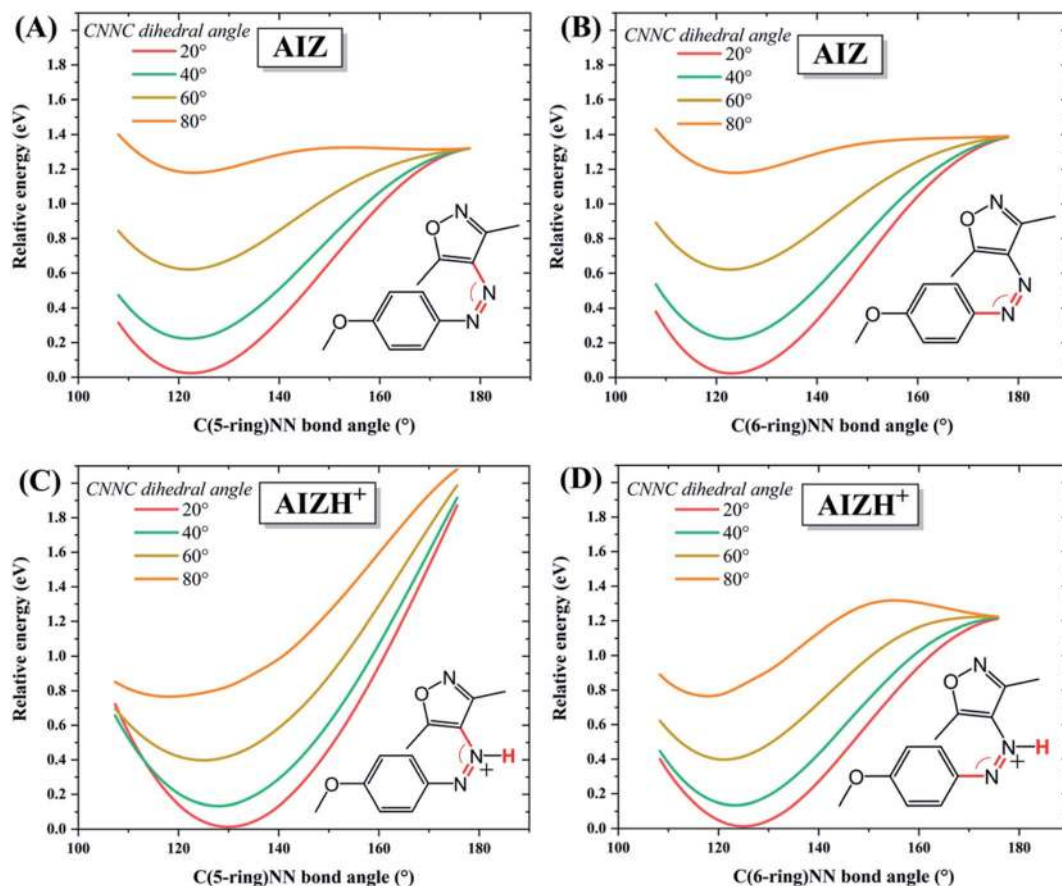 (A)
CNNC dihedral angle
AIZ
20°
40°
60°
80°
Relative energy (eV)
2.0
1.8
1.6
1.4
1.2
1.0
0.8
0.6
0.4
0.2
0.0
O
N
N
N
O
100 120 140 160 180
C(5-ring)NN bond angle (°)
(B)
CNNC dihedral angle
AIZ
20°
40°
60°
80°
Relative energy (eV)
2.0
1.8
1.6
1.4
1.2
1.0
0.8
0.6
0.4
0.2
0.0
O
N
N
N
O
100 120 140 160 180
C(6-ring)NN bond angle (°)
(C)
CNNC dihedral angle
AIZH+
20°
40°
60°
80°
Relative energy (eV)
1.8
1.6
1.4
1.2
1.0
0.8
0.6
0.4
0.2
0.0
O
N
N–H
+
N
O
100 120 140 160 180
C(5-ring)NN bond angle (°)
(D)
CNNC dihedral angle
AIZH+
20°
40°
60°
80°
Relative energy (eV)
1.8
1.6
1.4
1.2
1.0
0.8
0.6
0.4
0.2
0.0
O
N
N–H
+
N
O
100 120 140 160 180
C(6-ring)NN bond angle (°)